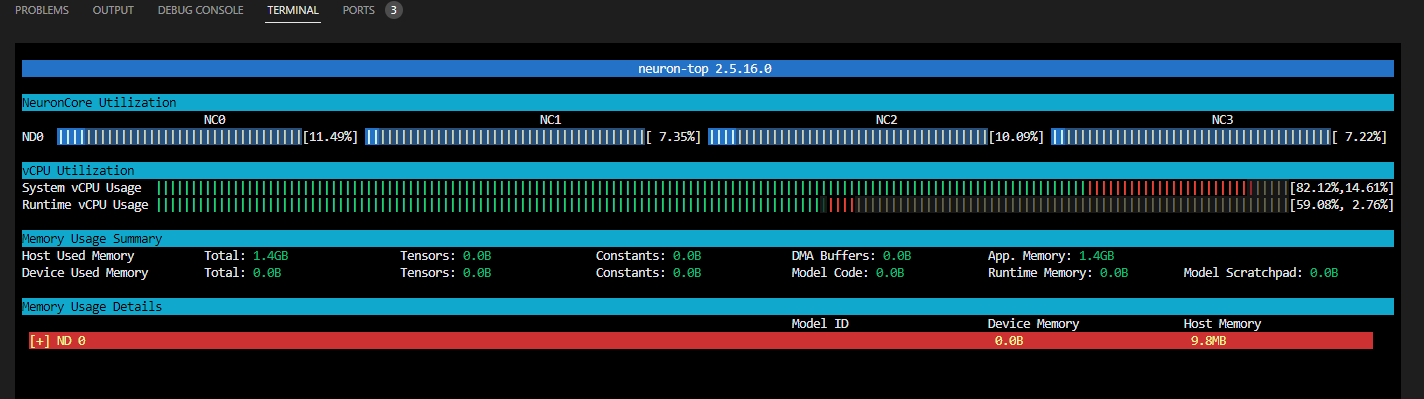 PROBLEMS OUTPUT DEBUG CONSOLE TERMINAL PORTS 3
neuron-top 2.5.16.0
NeuronCore Utilization
NC0 NC1 NC2 NC3
ND0 [11.49%] [ 7.35%] [10.09%] [ 7.22%]
vCPU Utilization
System vCPU Usage [82.12%,14.61%]
Runtime vCPU Usage [59.08%, 2.76%]
Memory Usage Summary
Host Used Memory Total: 1.4GB Tensors: 0.0B Constants: 0.0B DMA Buffers: 0.0B App. Memory: 1.4GB
Device Used Memory Total: 0.0B Tensors: 0.0B Constants: 0.0B Model Code: 0.0B Runtime Memory: 0.0B Model Scratchpad: 0.0B
Memory Usage Details
Model ID Device Memory Host Memory
[+] ND 0 0.0B 9.8MB